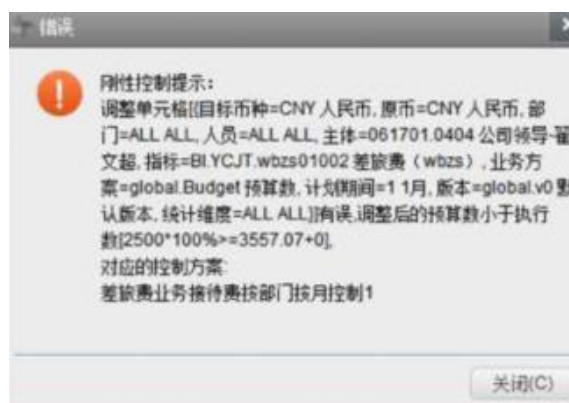 错误
刚性控制提示:
调整单元格[[目标币种=CNY 人民币, 原币=CNY 人民币, 部
门=ALL ALL, 人员=ALL ALL, 主体=061701.0404 公司领导-翟
文超, 指标=BI.YCJT.wbzs01002 差旅费（wbzs）, 业务方
案=global.Budget 预算数, 计划期间=1 1月, 版本=global.v0 默
认版本, 统计维度=ALL ALL]]有误,调整后的预算数小于执行
数[2500*100%>=3557.07+0],
对应的控制方案:
差旅费业务接待费按部门按月控制1
关闭(C)